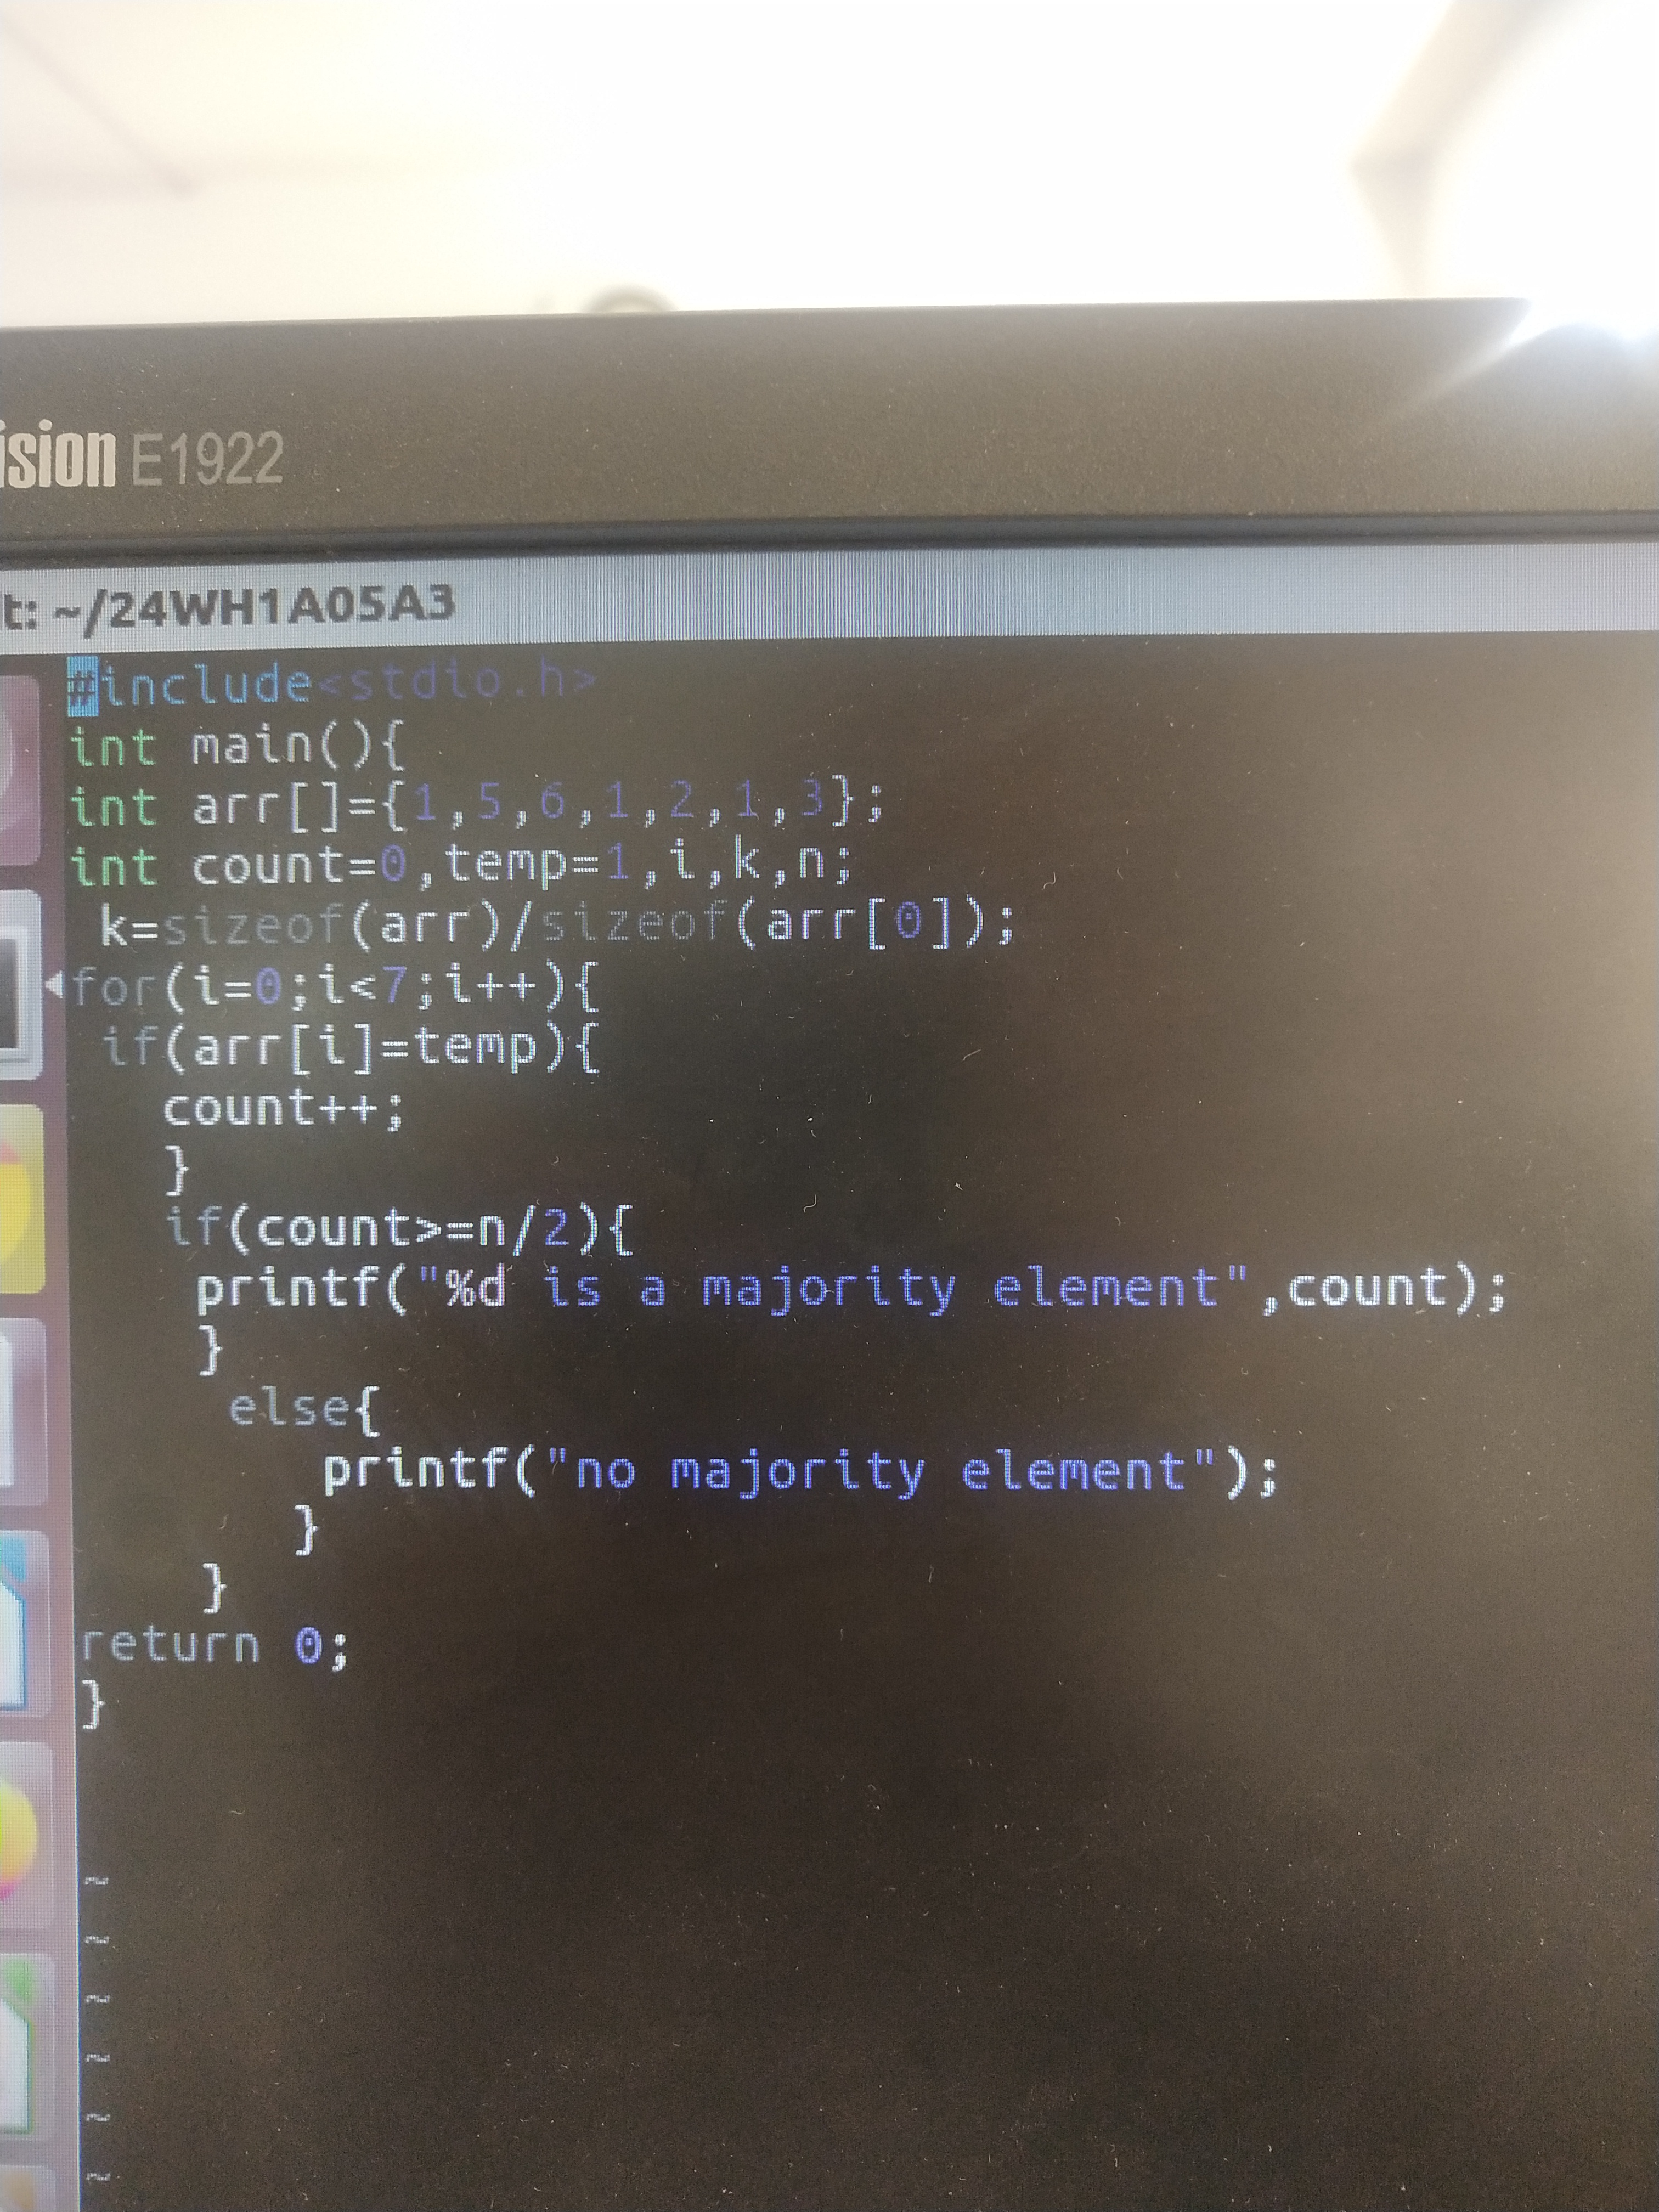 ision E1922
t: ~/24WH1A05A3
#include<stdio.h>
int main(){
int arr[]={1,5,6,1,2,1,3};
int count=0,temp=1,i,k,n;
 k=sizeof(arr)/sizeof(arr[0]);
for(i=0;i<7;i++){
 if(arr[i]=temp){
   count++;
   }
   if(count>=n/2){
    printf("%d is a majority element",count);
    }
     else{
        printf("no majority element");
       }
    }
return 0;
}
~
~
~
~
~
~